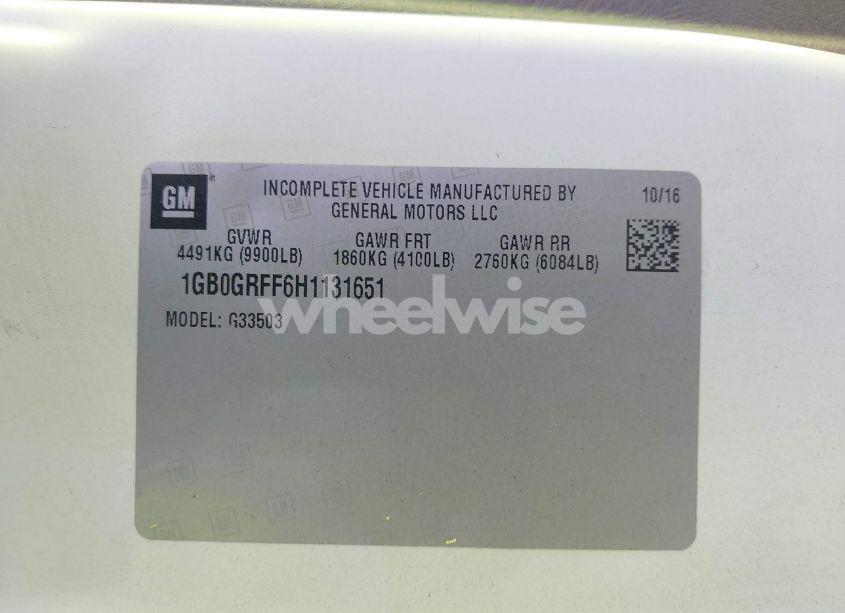 GM
INCOMPLETE VEHICLE MANUFACTURED BY
GENERAL MOTORS LLC
10/16
GVWR GAWR FRT GAWR RR
4491KG (9900LB) 1860KG (4100LB) 2760KG (6084LB)
1GB0GRFF6H1131651
MODEL: G33503
wheelwise